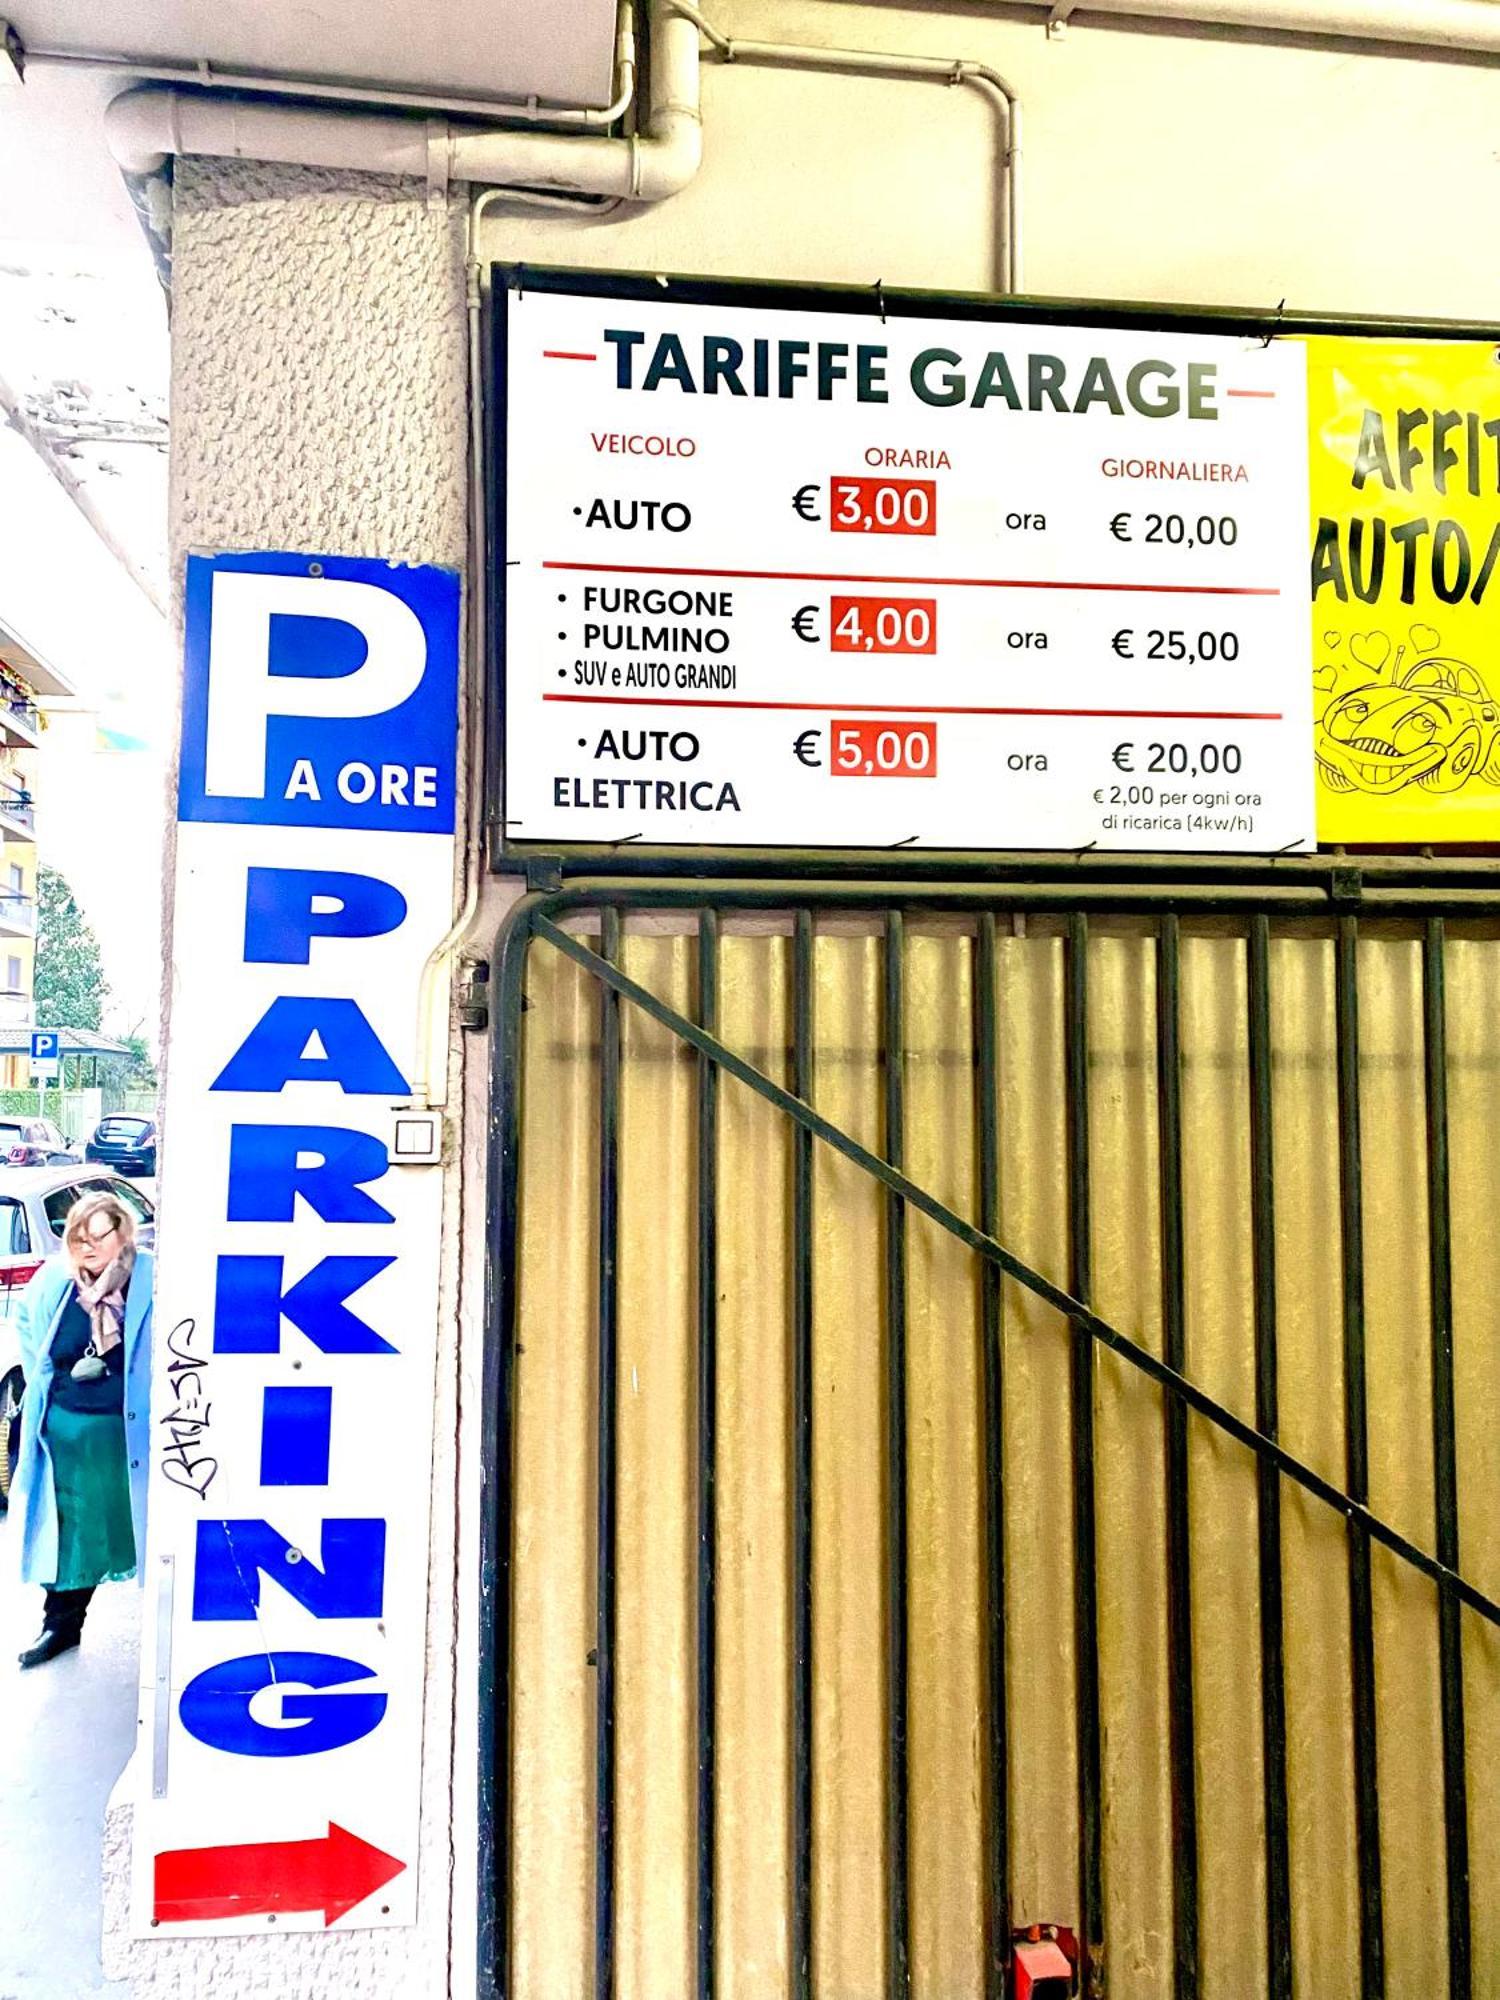 P
A ORE
PARKING
TARIFFE GARAGE
VEICOLO ORARIA GIORNALIERA
• AUTO € 3,00 ora € 20,00
• FURGONE
• PULMINO
• SUV e AUTO GRANDI
€ 4,00 ora € 25,00
• AUTO
ELETTRICA
€ 5,00 ora € 20,00
€ 2,00 per ogni ora
di ricarica (4kw/h)
AFFIT
AUTO/
P